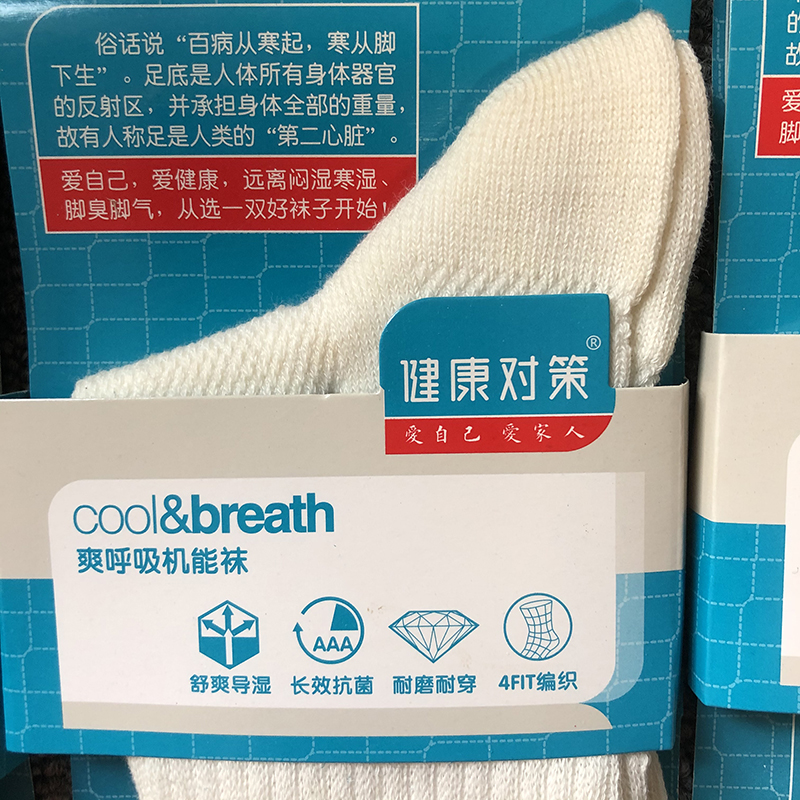 俗话说“百病从寒起，寒从脚
下生”。足底是人体所有身体器官
的反射区，并承担身体全部的重量，
故有人称足是人类的“第二心脏”。
爱自己，爱健康，远离闷湿寒湿、
脚臭脚气，从选一双好袜子开始！
健康对策®
愛自己 愛家人
cool&breath
爽呼吸机能袜
AAA
舒爽导湿 长效抗菌 耐磨耐穿 4FIT编织
的
故
爱
脚